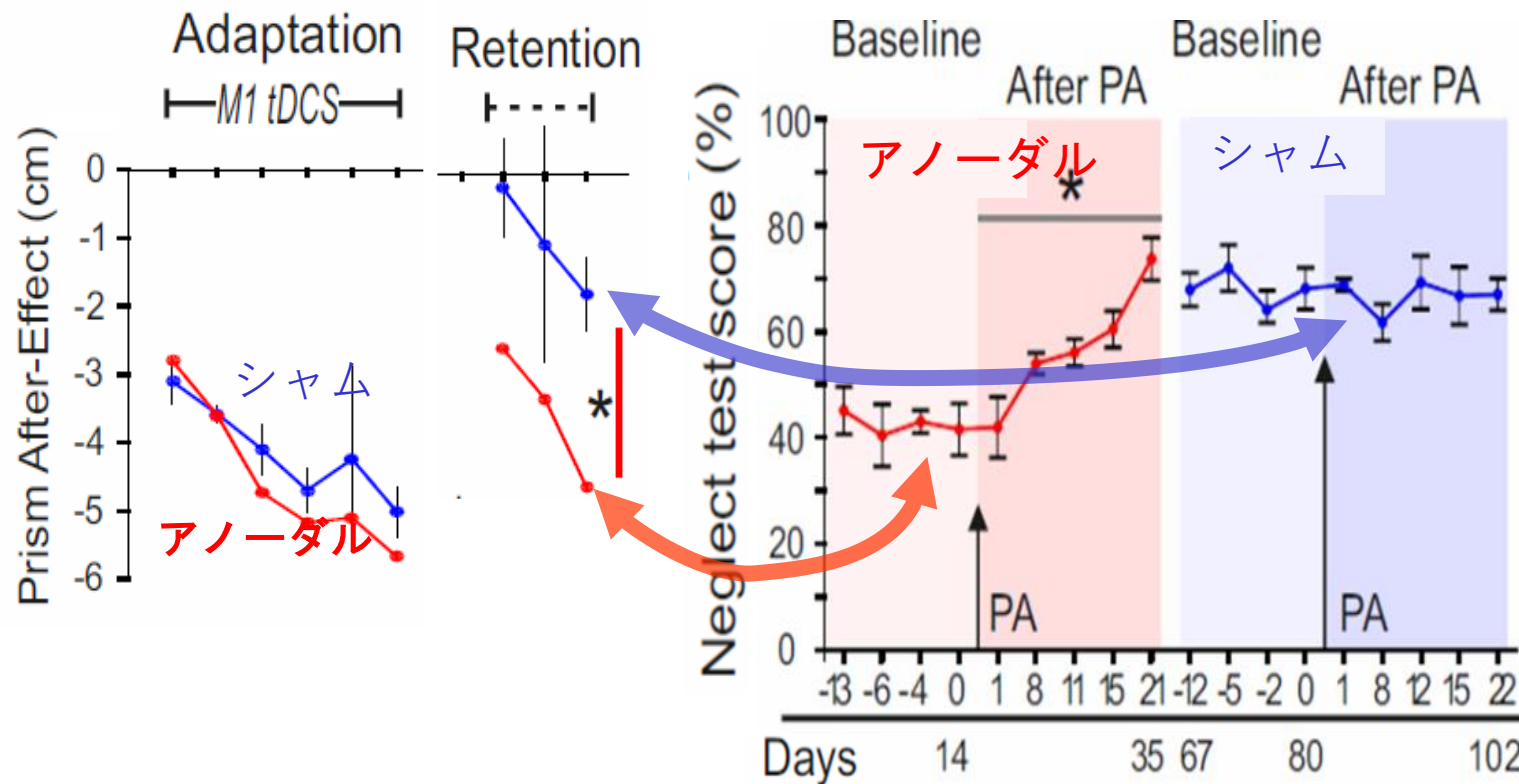 Adaptation
M1 tDCS
Prism After-Effect (cm)
0
-1
-2
-3
-4
-5
-6
シャム
アノーダル
Retention
*
Baseline
After PA
Baseline
After PA
Neglect test score (%)
100
80
60
40
20
0
アノーダル
*
シャム
PA
PA
-13 -6 -4 0 1 8 11 15 21 -12 -5 -2 0 1 8 12 15 22
Days 14 35 67 80 102